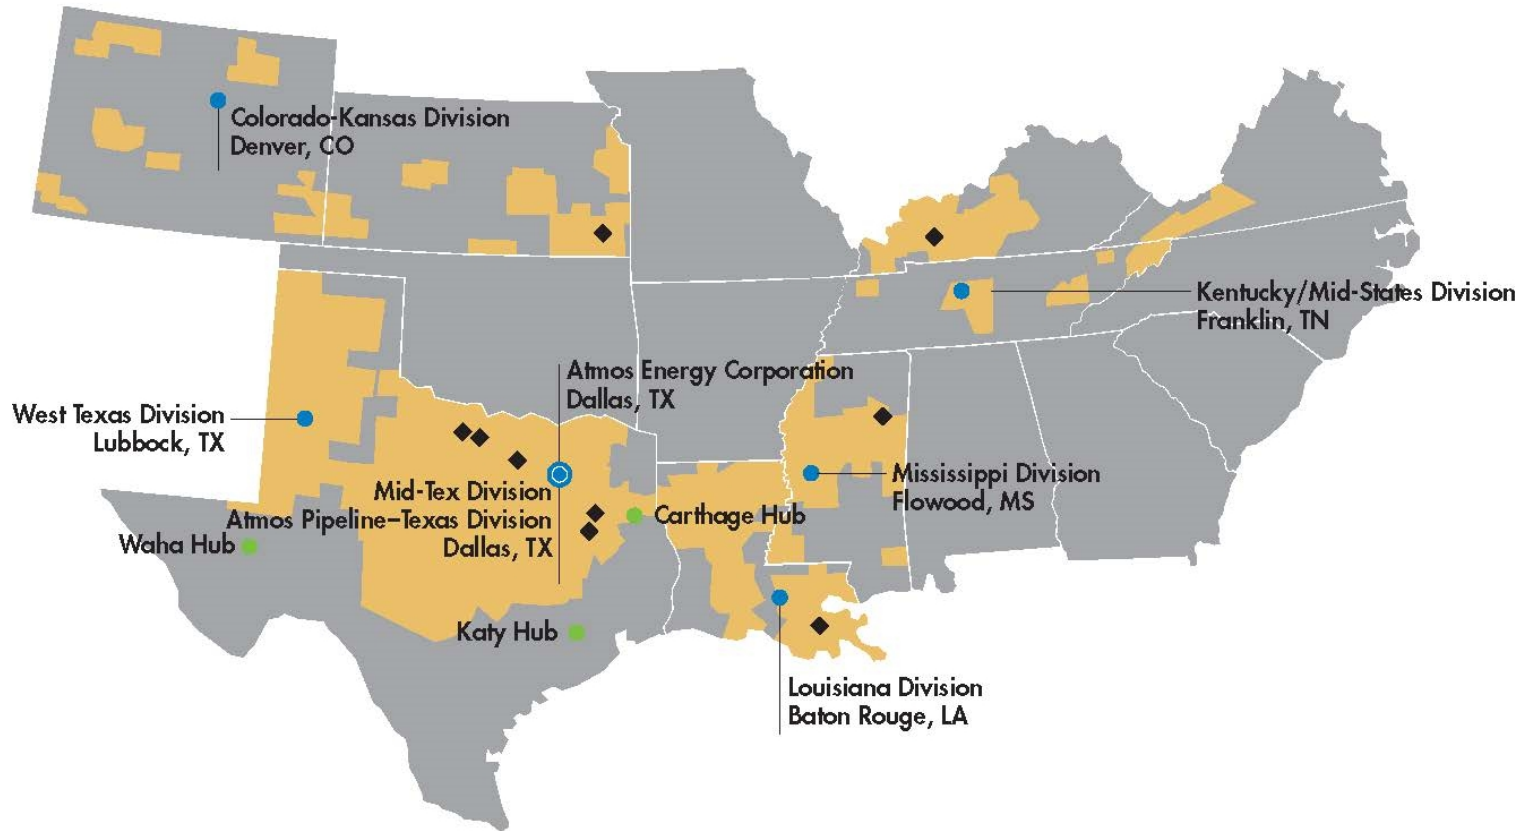 Colorado-Kansas Division
Denver, CO
Kentucky/Mid-States Division
Franklin, TN
Atmos Energy Corporation
Dallas, TX
West Texas Division
Lubbock, TX
Mississippi Division
Flowood, MS
Mid-Tex Division
Atmos Pipeline–Texas Division
Dallas, TX
Carthage Hub
Waha Hub
Katy Hub
Louisiana Division
Baton Rouge, LA